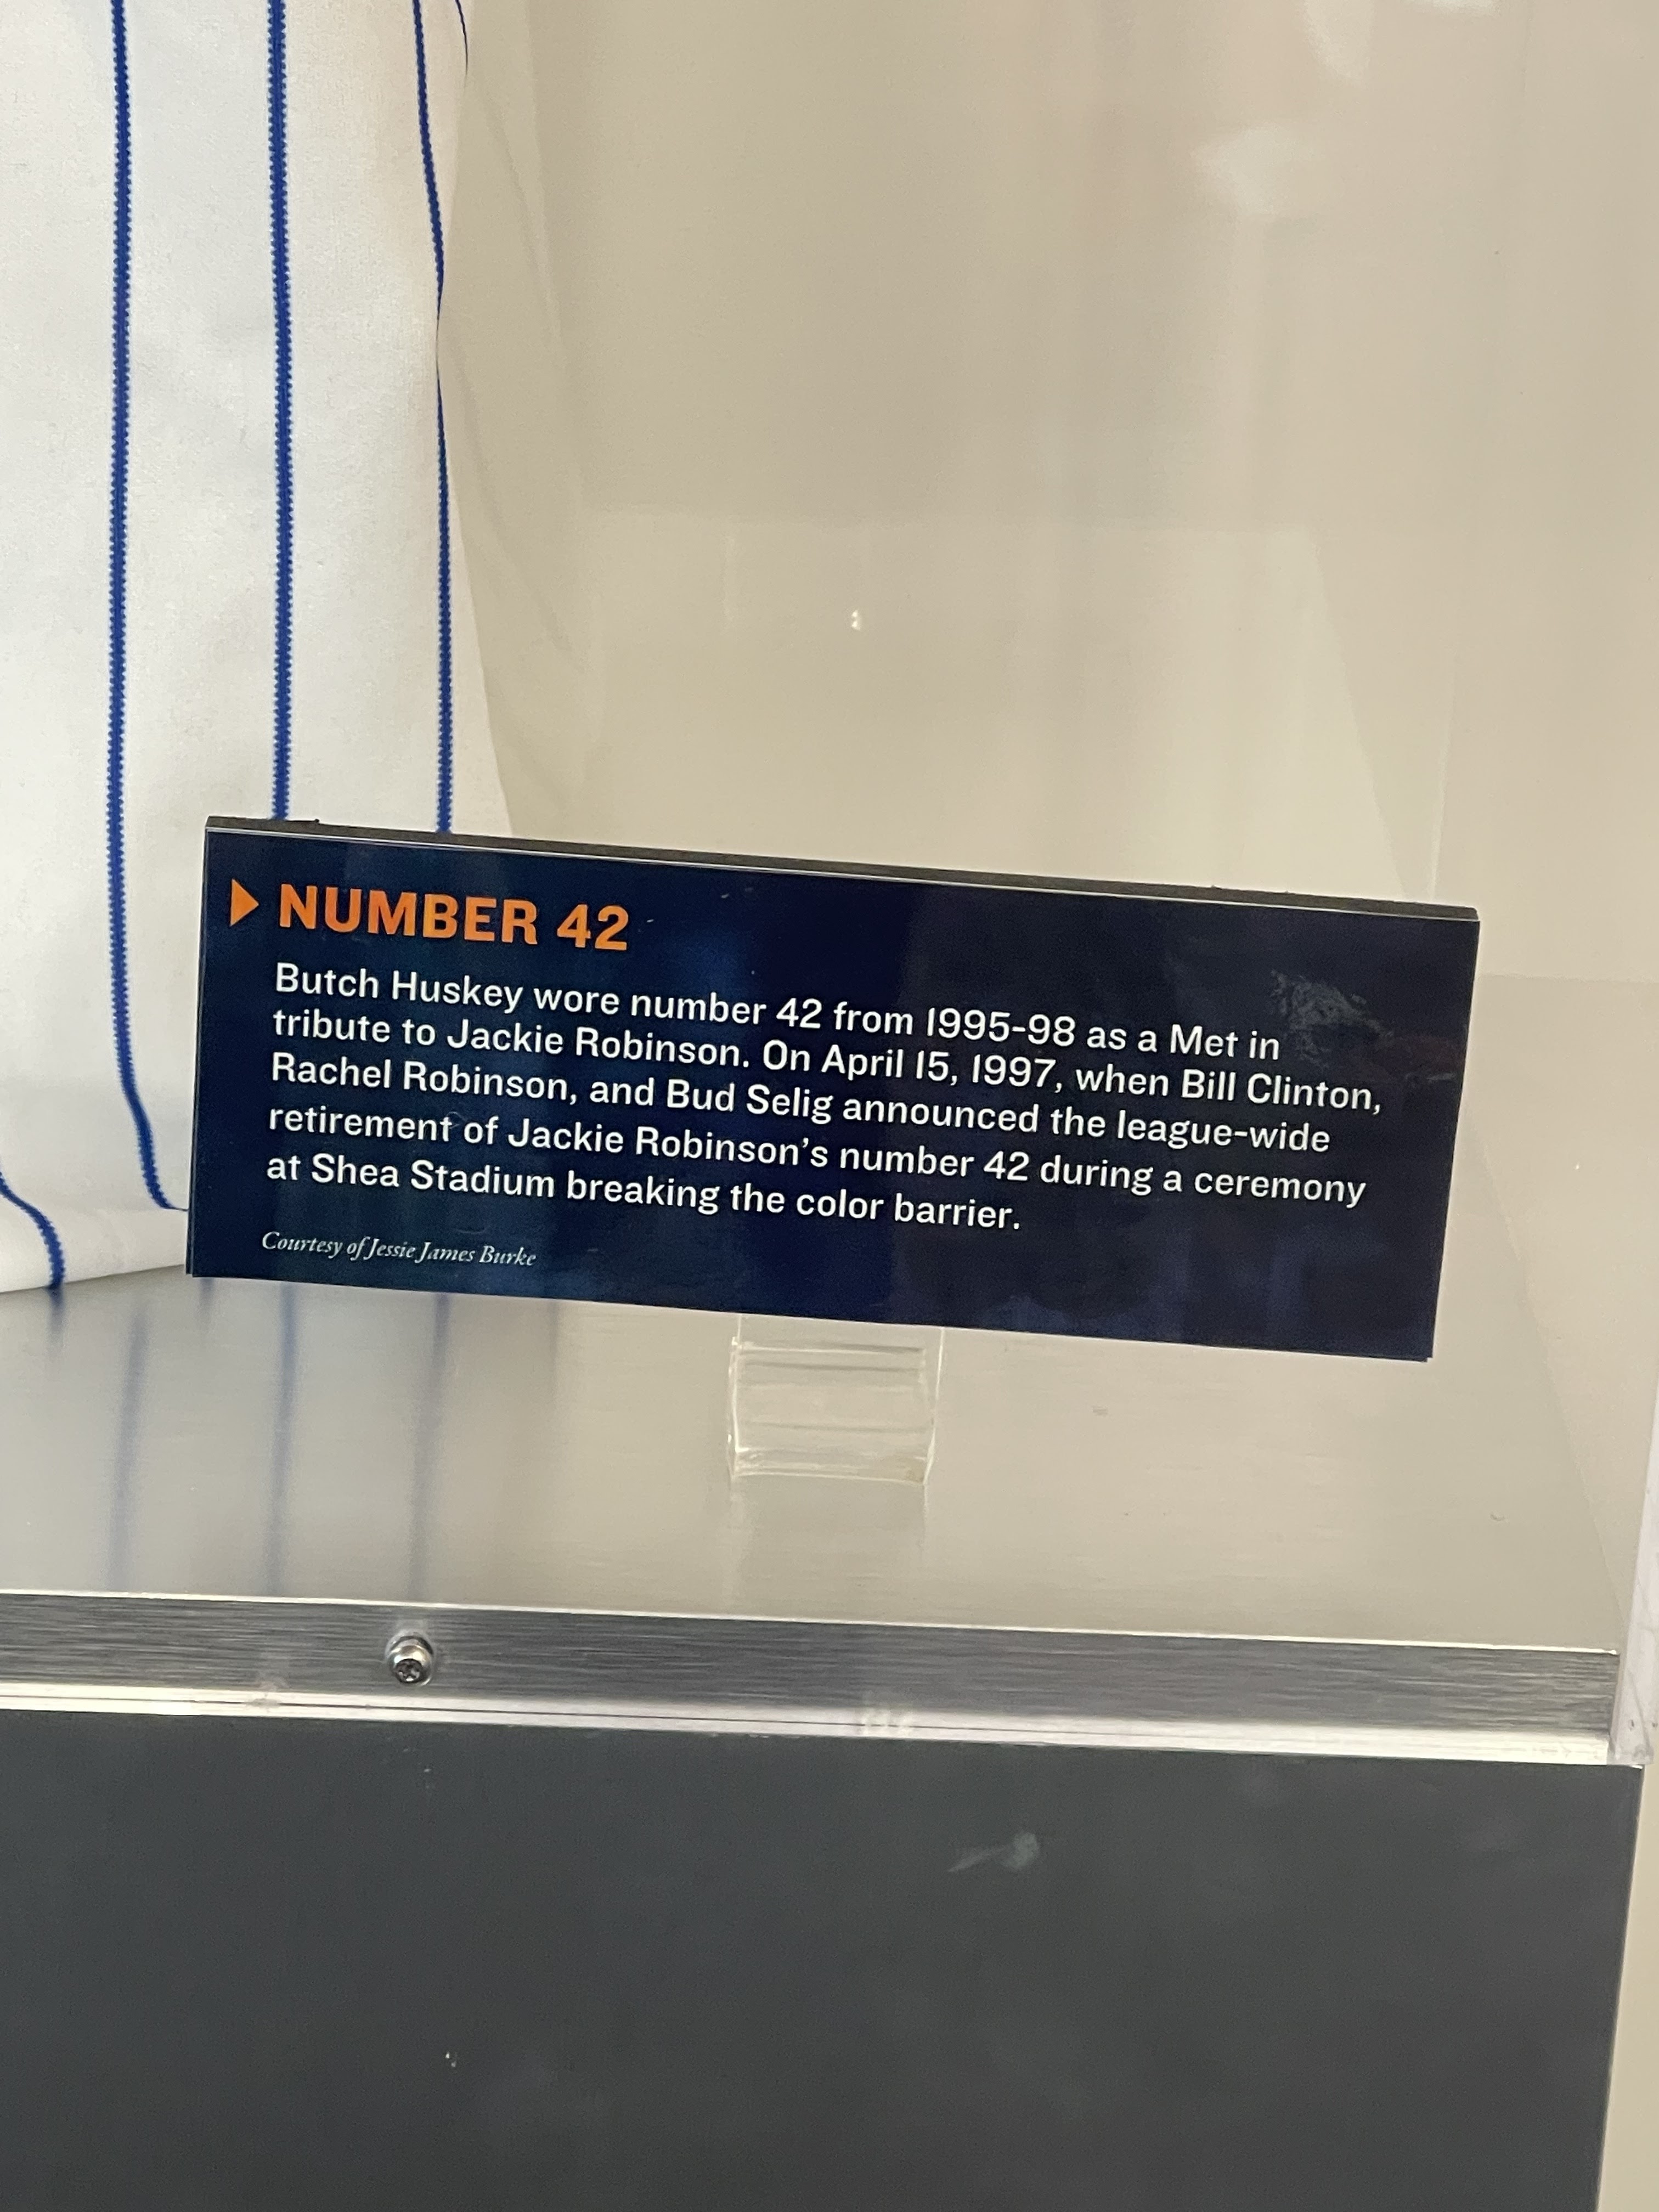 NUMBER 42
Butch Huskey wore number 42 from 1995-98 as a Met in
tribute to Jackie Robinson. On April 15, 1997, when Bill Clinton,
Rachel Robinson, and Bud Selig announced the league-wide
retirement of Jackie Robinson's number 42 during a ceremony
at Shea Stadium breaking the color barrier.
Courtesy of Jessie James Burke